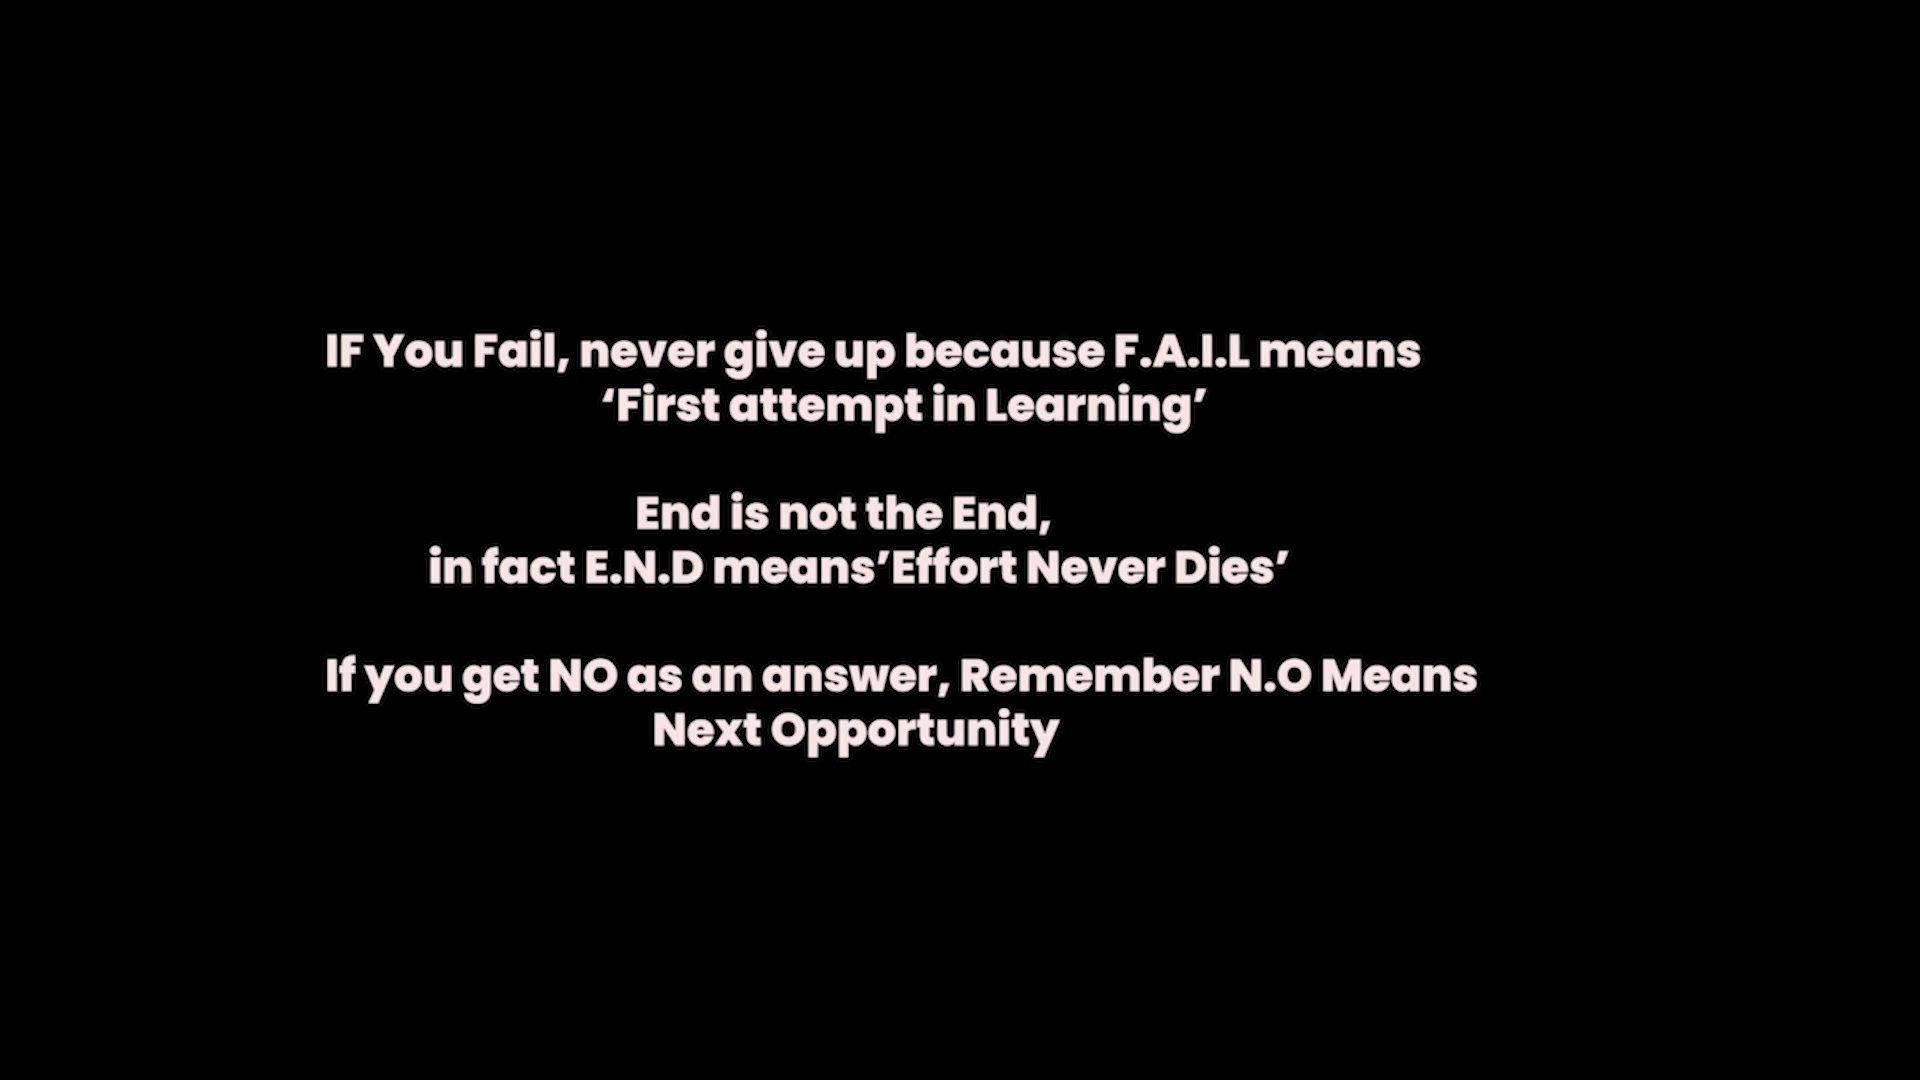 IF You Fail, never give up because F.A.I.L means
‘First attempt in Learning’
End is not the End,
in fact E.N.D means’Effort Never Dies’
If you get NO as an answer, Remember N.O Means
Next Opportunity